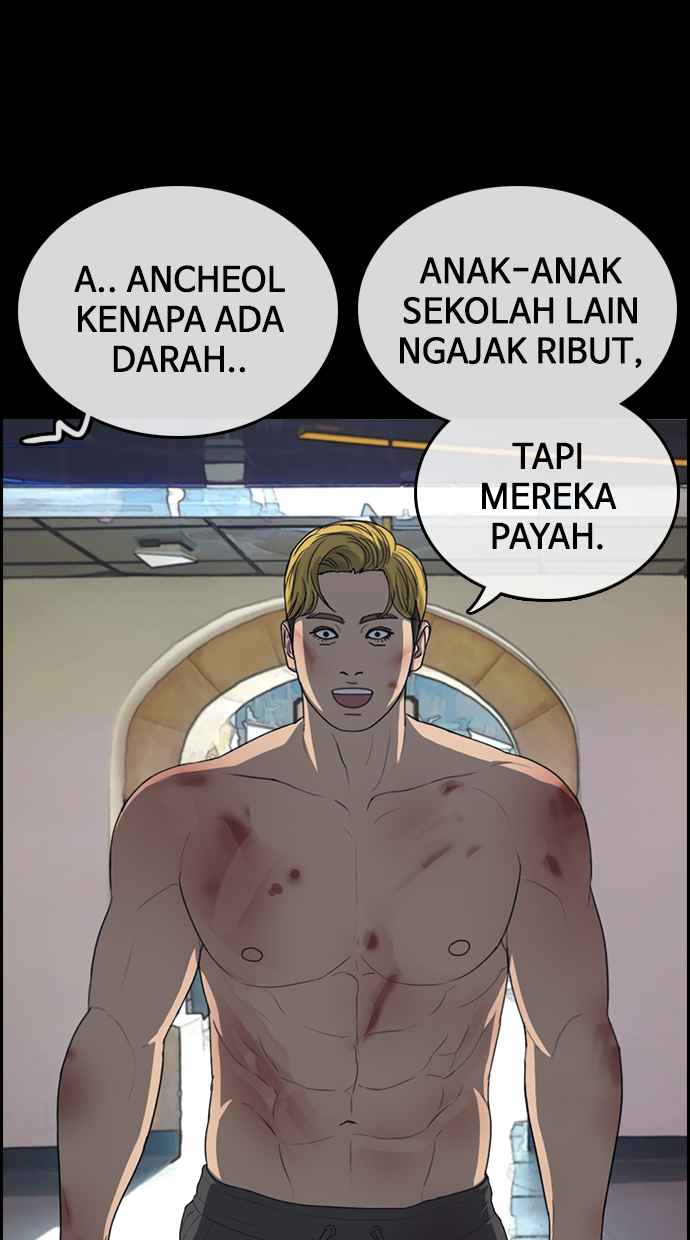 A.. ANCHEOL
KENAPA ADA
DARAH..
ANAK-ANAK
SEKOLAH LAIN
NGAJAK RIBUT,
TAPI
MEREKA
PAYAH.